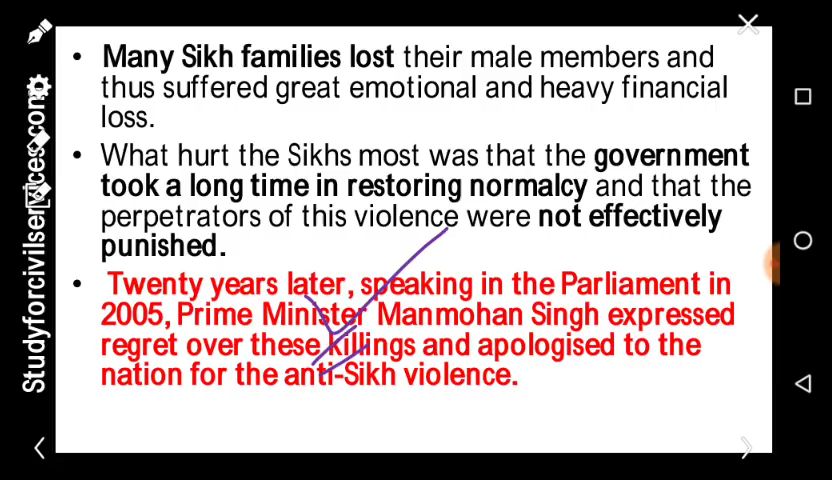 • Many Sikh families lost their male members and
thus suffered great emotional and heavy financial
loss.
• What hurt the Sikhs most was that the government
took a long time in restoring normalcy and that the
perpetrators of this violence were not effectively
punished.
• Twenty years later, speaking in the Parliament in
2005, Prime Minister Manmohan Singh expressed
regret over these killings and apologised to the
nation for the anti-Sikh violence.
Studyforcivilservices.com